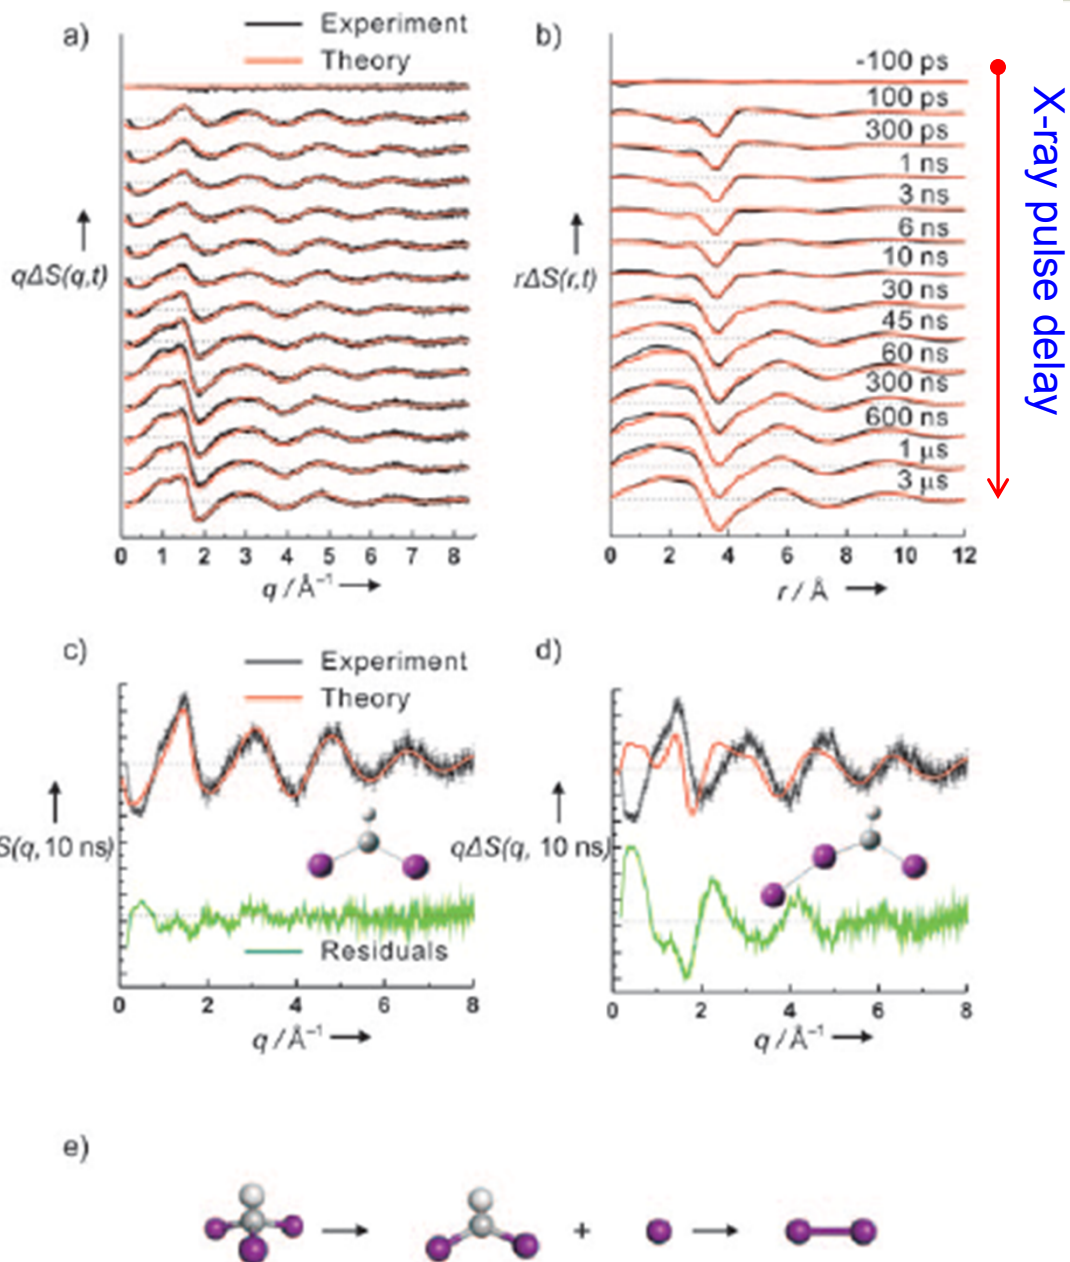 a)
Experiment
Theory
qΔS(q,t)
0 1 2 3 4 5 6 7 8
q / Å⁻¹
b)
-100 ps
100 ps
300 ps
1 ns
3 ns
6 ns
10 ns
30 ns
45 ns
60 ns
300 ns
600 ns
1 µs
3 µs
rΔS(r,t)
0 2 4 6 8 10 12
r / Å
X-ray pulse delay
c)
Experiment
Theory
S(q, 10 ns)
Residuals
0 2 4 6 8
q / Å⁻¹
d)
qΔS(q, 10 ns)
0 2 4 6 8
q / Å⁻¹
e)
+